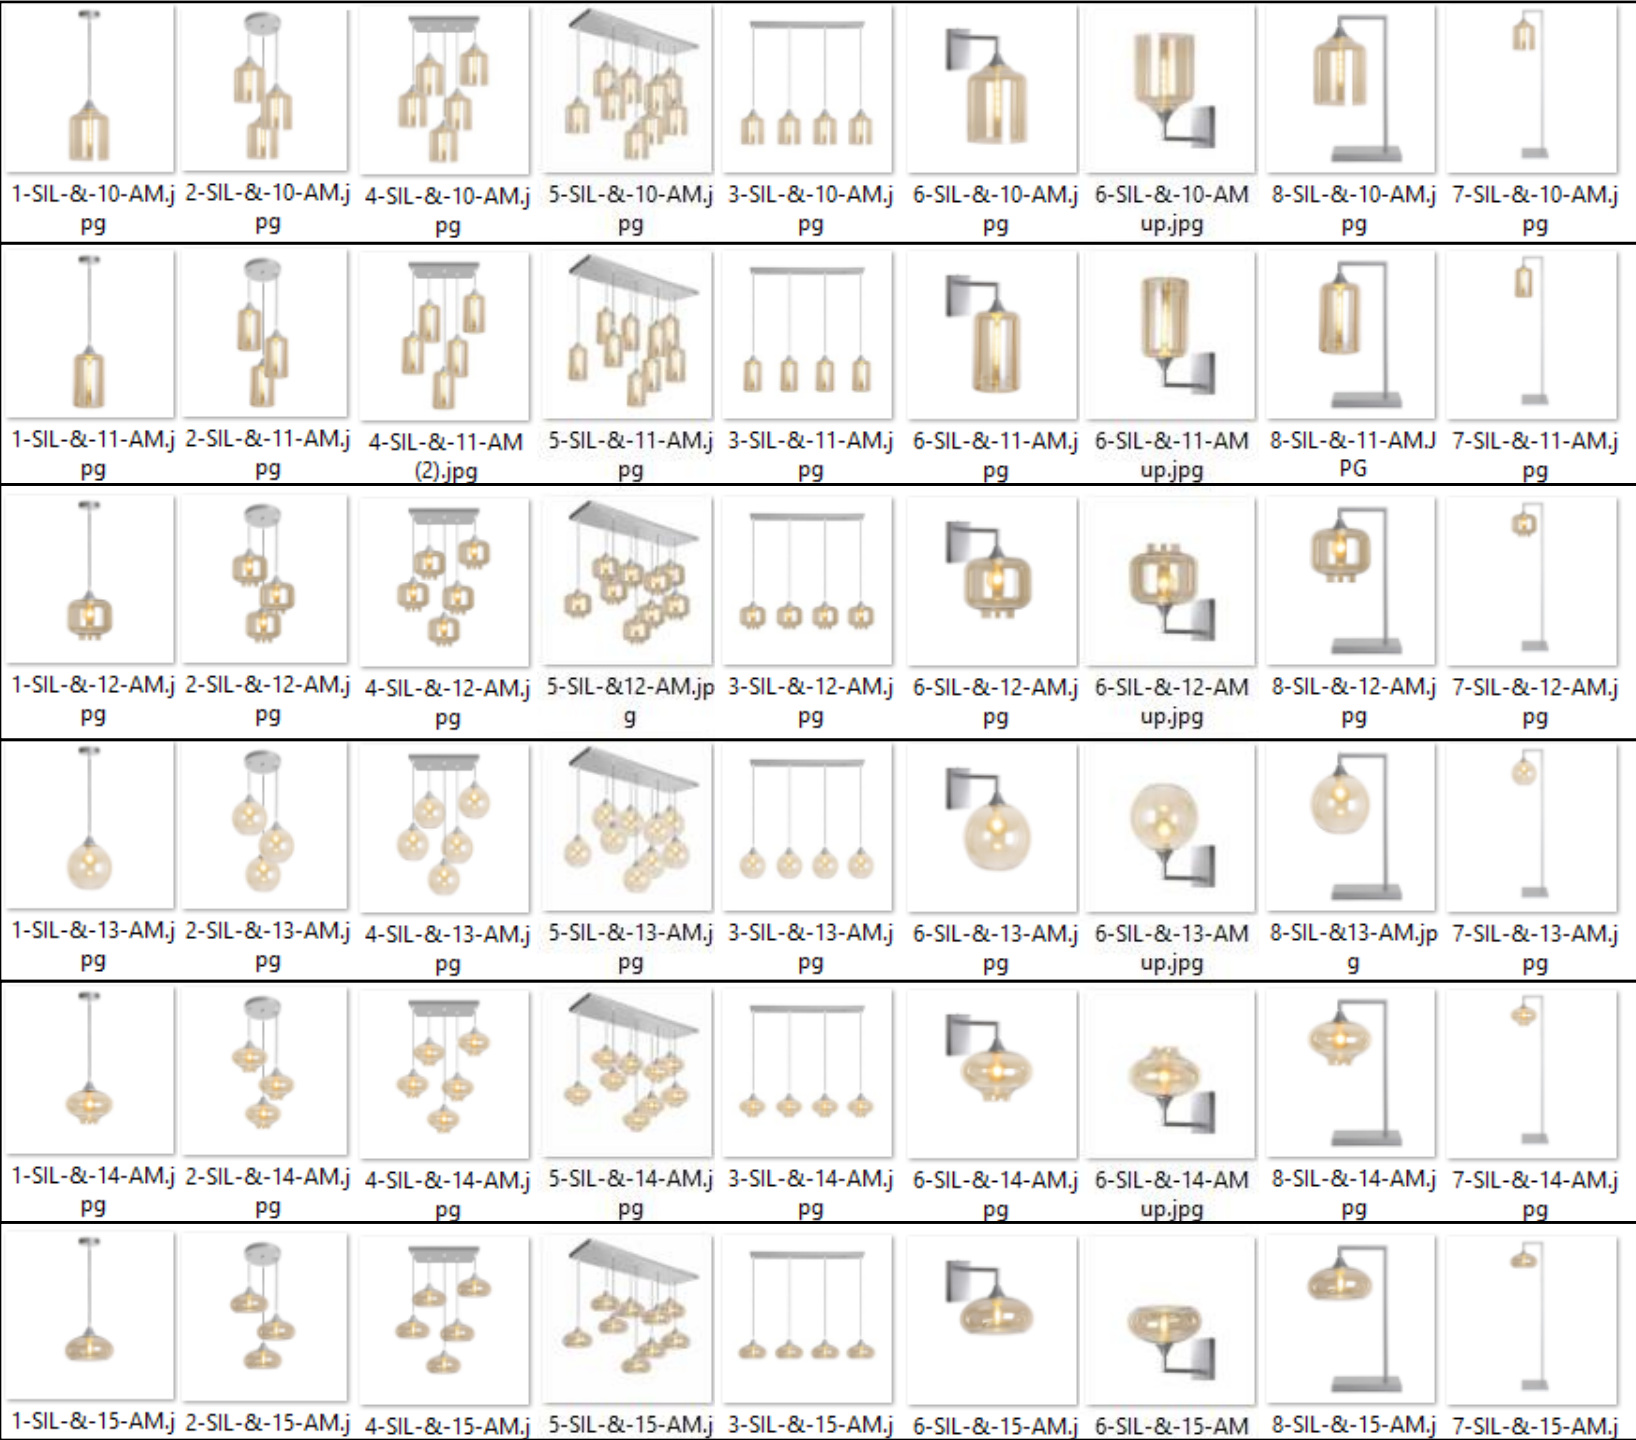 1-SIL-&-10-AM.j 2-SIL-&-10-AM.j 4-SIL-&-10-AM.j 5-SIL-&-10-AM.j 3-SIL-&-10-AM.j 6-SIL-&-10-AM.j 6-SIL-&-10-AM 8-SIL-&-10-AM.j 7-SIL-&-10-AM.j
pg pg pg pg pg pg up.jpg pg pg
1-SIL-&-11-AM.j 2-SIL-&-11-AM.j 4-SIL-&-11-AM 5-SIL-&-11-AM.j 3-SIL-&-11-AM.j 6-SIL-&-11-AM.j 6-SIL-&-11-AM 8-SIL-&-11-AM.J 7-SIL-&-11-AM.j
pg pg (2).jpg pg pg pg up.jpg PG pg
1-SIL-&-12-AM.j 2-SIL-&-12-AM.j 4-SIL-&-12-AM.j 5-SIL-&12-AM.jp 3-SIL-&-12-AM.j 6-SIL-&-12-AM.j 6-SIL-&-12-AM 8-SIL-&-12-AM.j 7-SIL-&-12-AM.j
pg pg pg g pg pg up.jpg pg pg
1-SIL-&-13-AM.j 2-SIL-&-13-AM.j 4-SIL-&-13-AM.j 5-SIL-&-13-AM.j 3-SIL-&-13-AM.j 6-SIL-&-13-AM.j 6-SIL-&-13-AM 8-SIL-&13-AM.jp 7-SIL-&-13-AM.j
pg pg pg pg pg pg up.jpg g pg
1-SIL-&-14-AM.j 2-SIL-&-14-AM.j 4-SIL-&-14-AM.j 5-SIL-&-14-AM.j 3-SIL-&-14-AM.j 6-SIL-&-14-AM.j 6-SIL-&-14-AM 8-SIL-&-14-AM.j 7-SIL-&-14-AM.j
pg pg pg pg pg pg up.jpg pg pg
1-SIL-&-15-AM.j 2-SIL-&-15-AM.j 4-SIL-&-15-AM.j 5-SIL-&-15-AM.j 3-SIL-&-15-AM.j 6-SIL-&-15-AM.j 6-SIL-&-15-AM 8-SIL-&-15-AM.j 7-SIL-&-15-AM.j